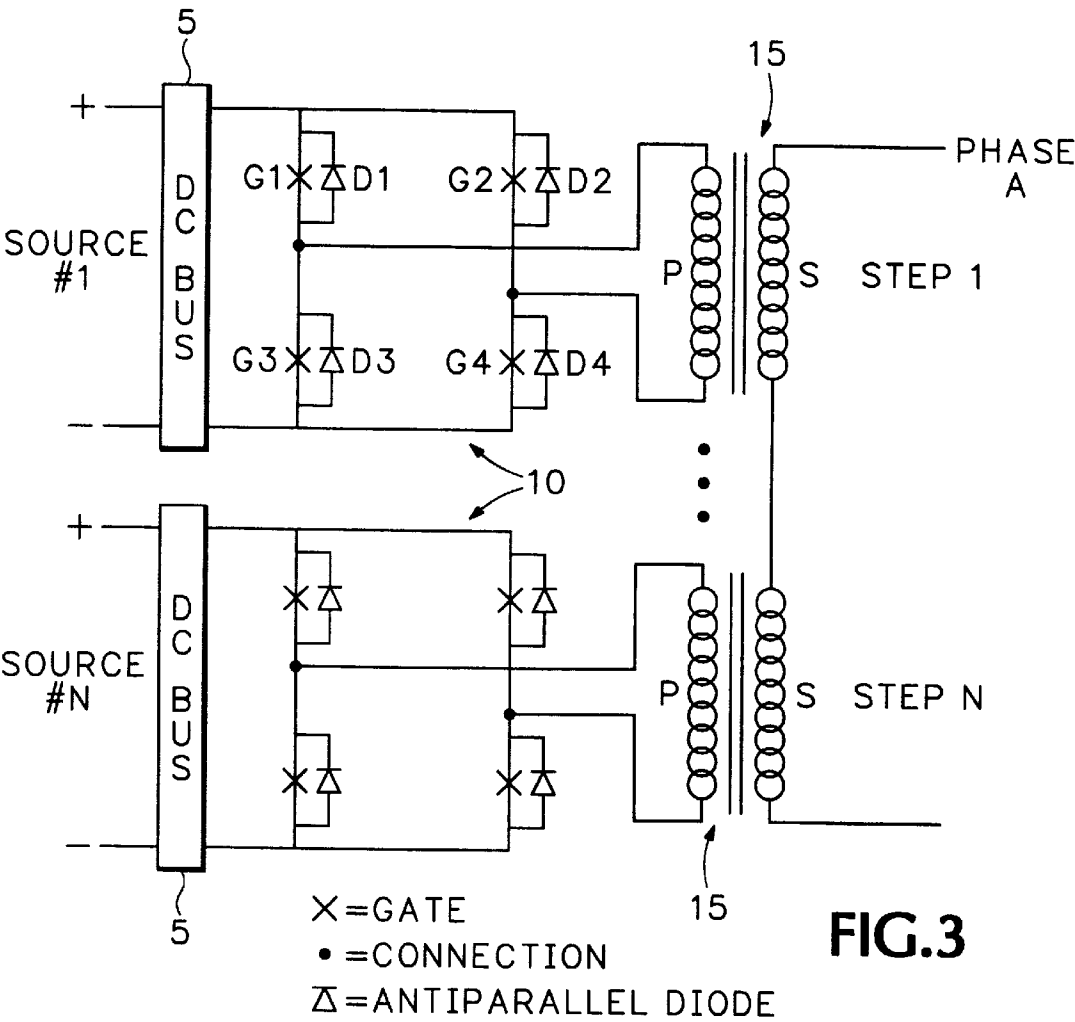 5
15
+
PHASE
A
DC BUS
G1 D1
G2 D2
SOURCE
#1
P
S
STEP 1
G3 D3
G4 D4
−
10
+
DC BUS
SOURCE
#N
P
S
STEP N
−
5
15
×=GATE
•=CONNECTION
=ANTIPARALLEL DIODE
FIG.3